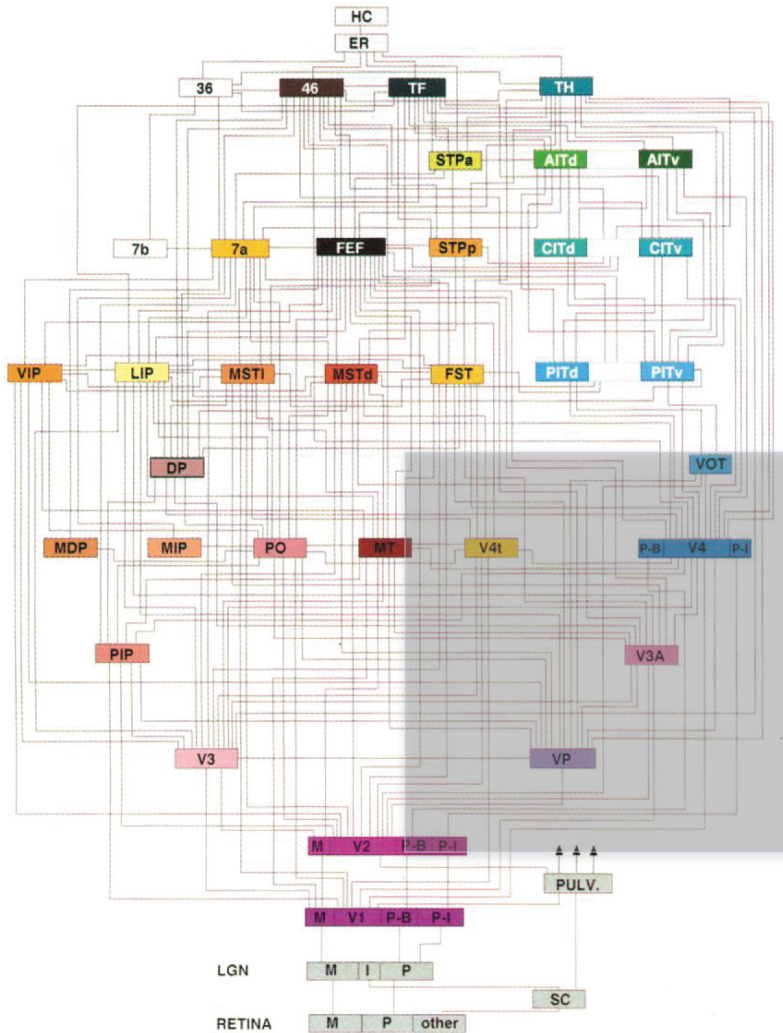 HC
ER
36 46 TF TH
STPa AITd AITv
7b 7a FEF STPp CITd CITv
VIP LIP MSTl MSTd FST PITd PITv
DP VOT
MDP MIP PO MT V4t P-B V4 P-I
PIP V3A
V3 VP
M V2 P-B P-I
PULV.
M V1 P-B P-I
LGN M I P
SC
RETINA M P other